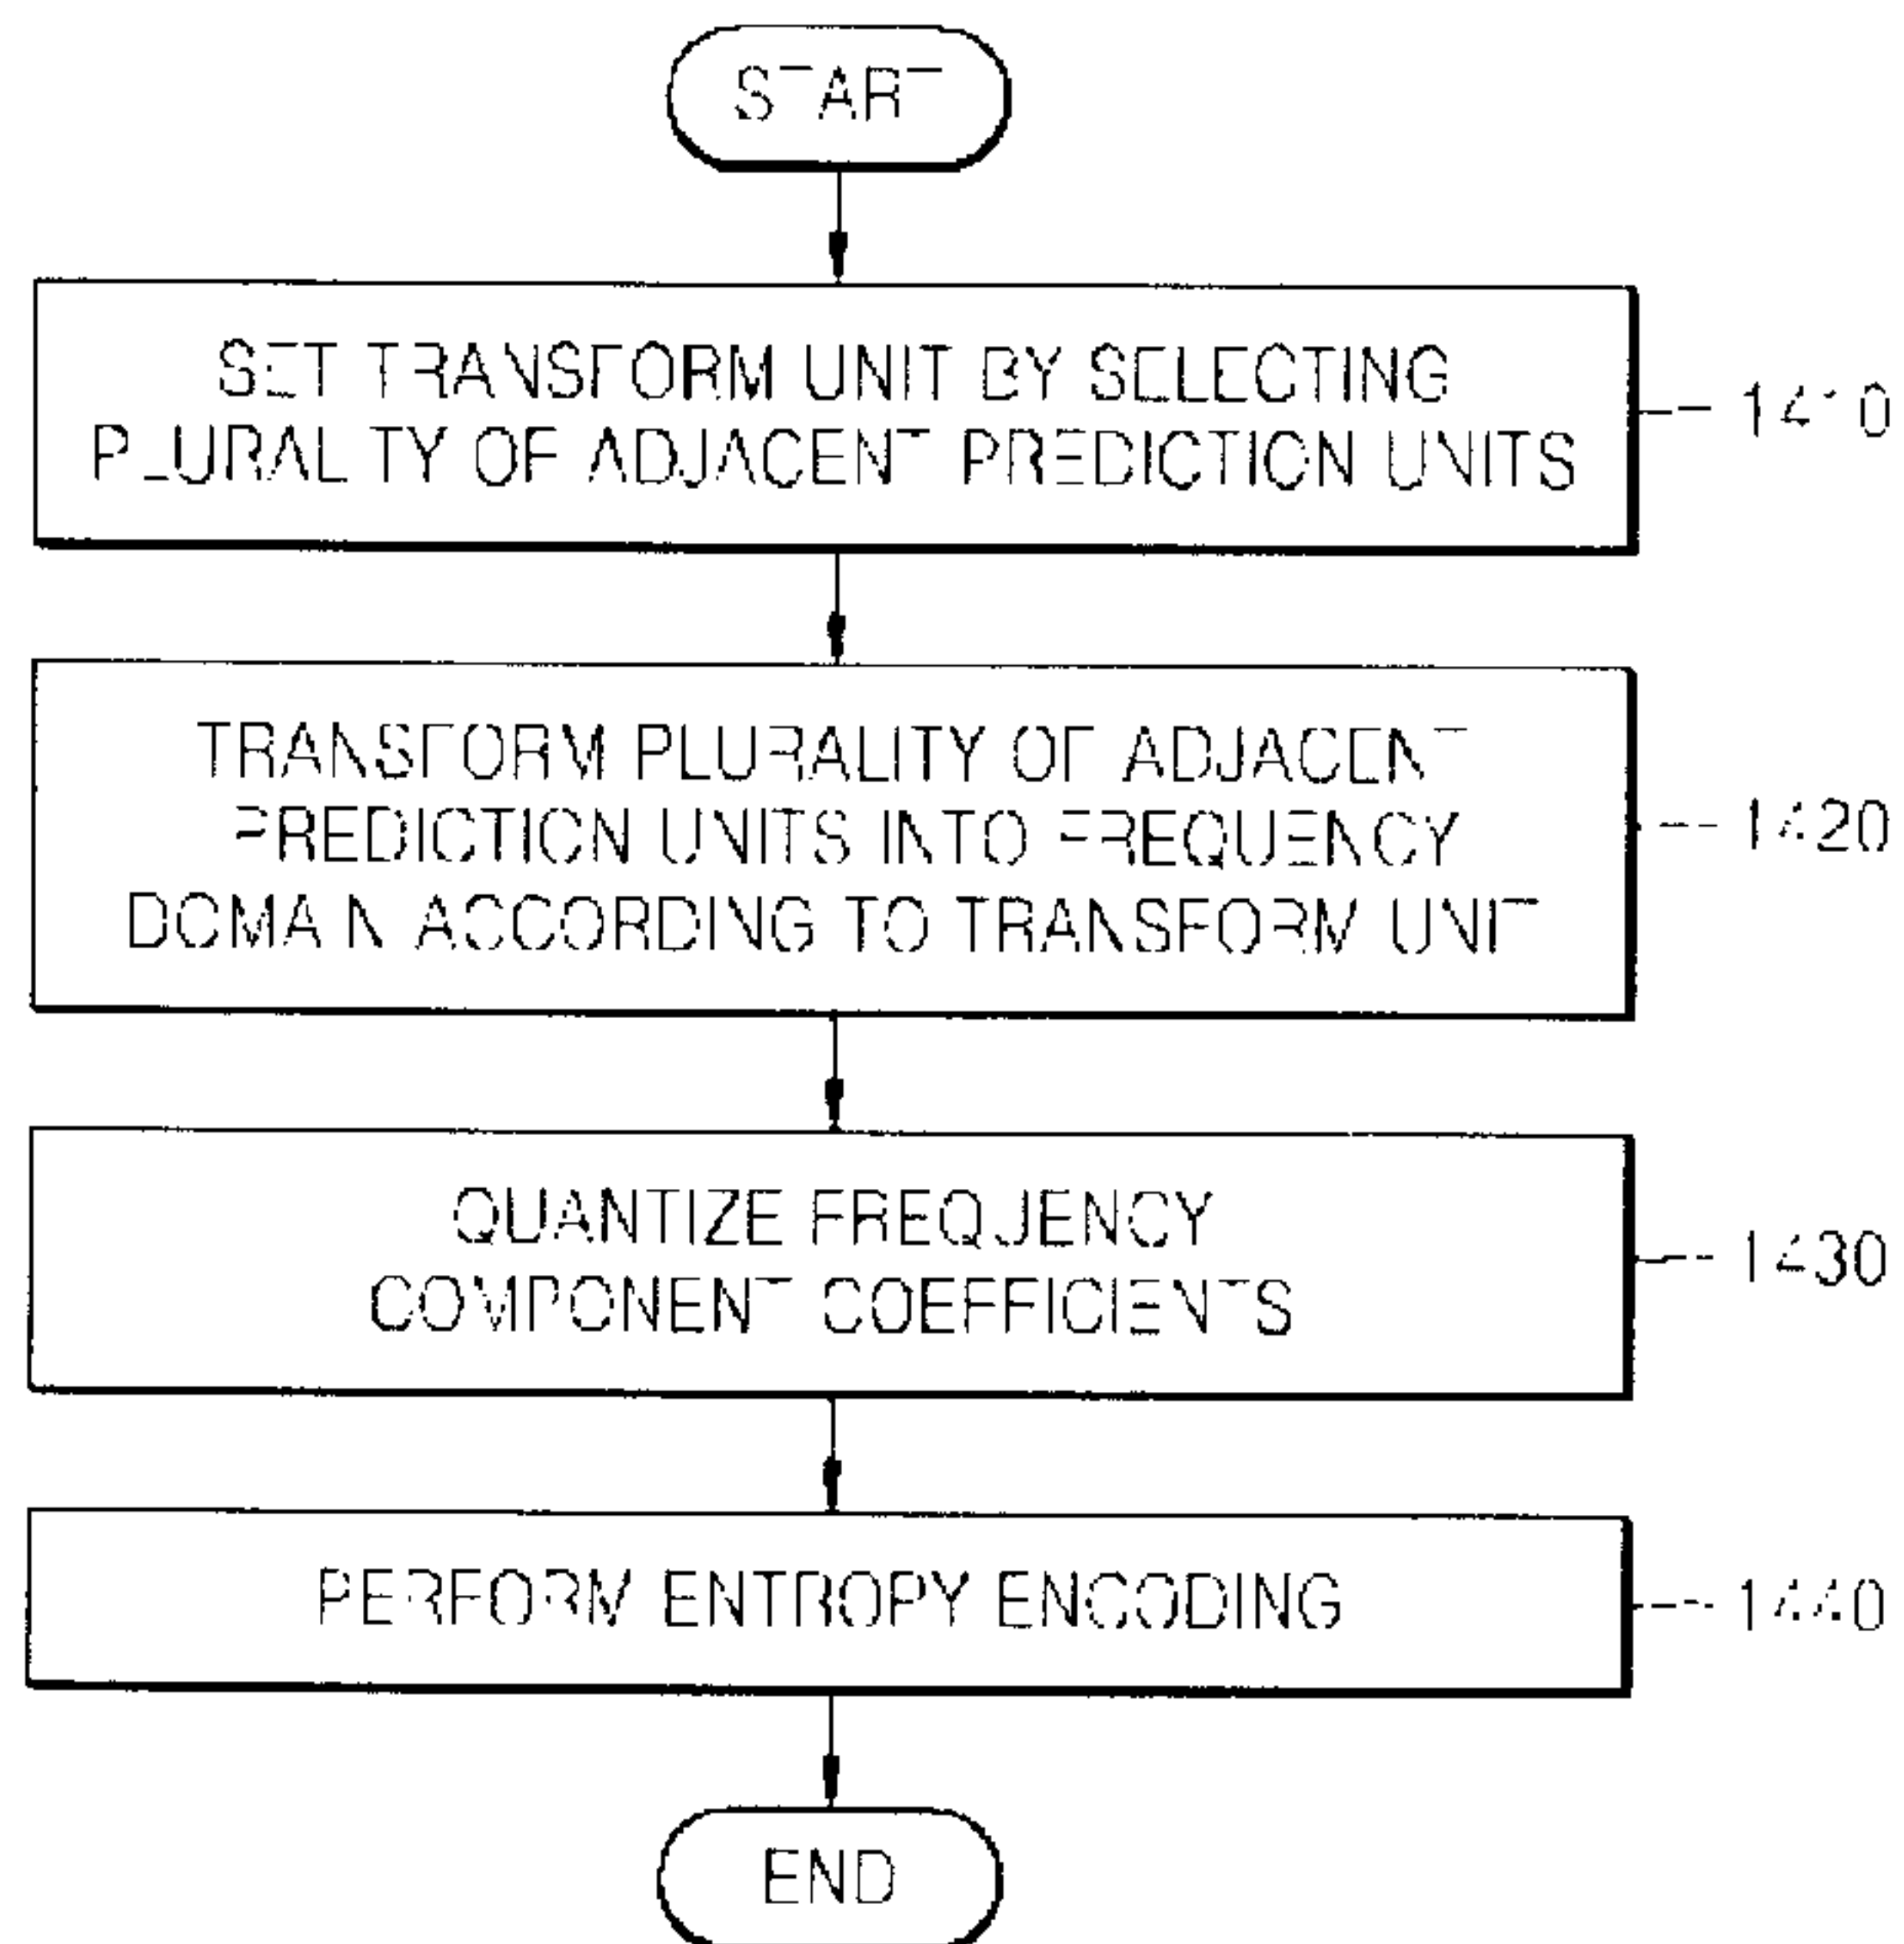 START
SET TRANSFORM UNIT BY SELECTING
PLURALITY OF ADJACENT PREDICTION UNITS
1410
TRANSFORM PLURALITY OF ADJACENT
PREDICTION UNITS INTO FREQUENCY
DOMAIN ACCORDING TO TRANSFORM UNIT
1420
QUANTIZE FREQUENCY
COMPONENT COEFFICIENTS
1430
PERFORM ENTROPY ENCODING
1440
END